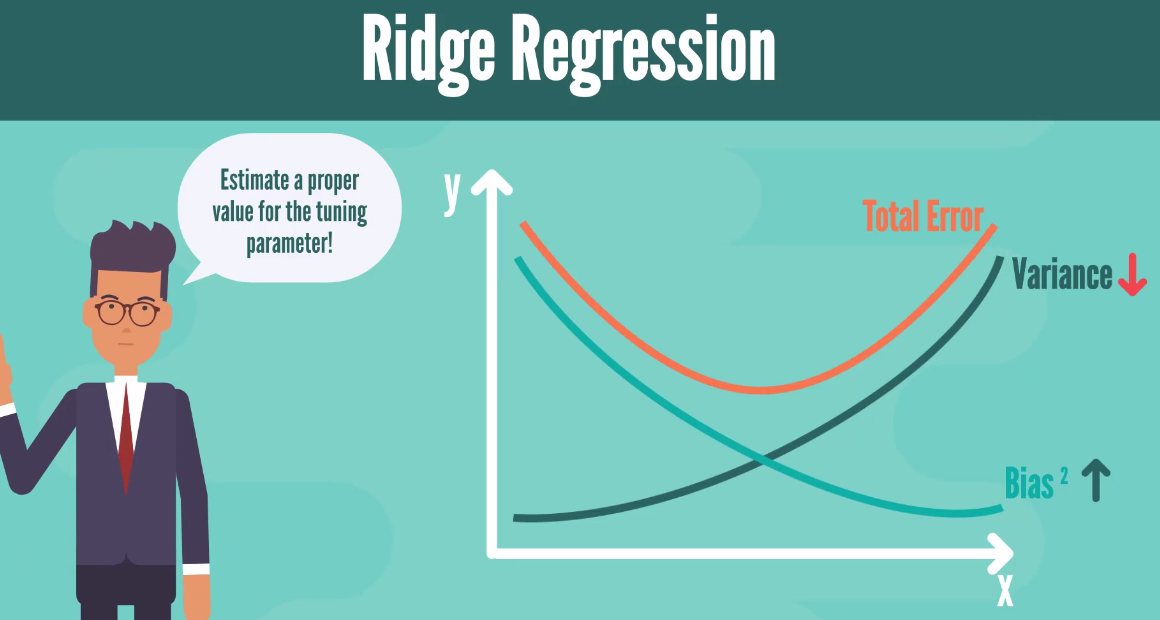 Ridge Regression
Estimate a proper
value for the tuning
parameter!
y
Total Error
Variance
Bias ²
x